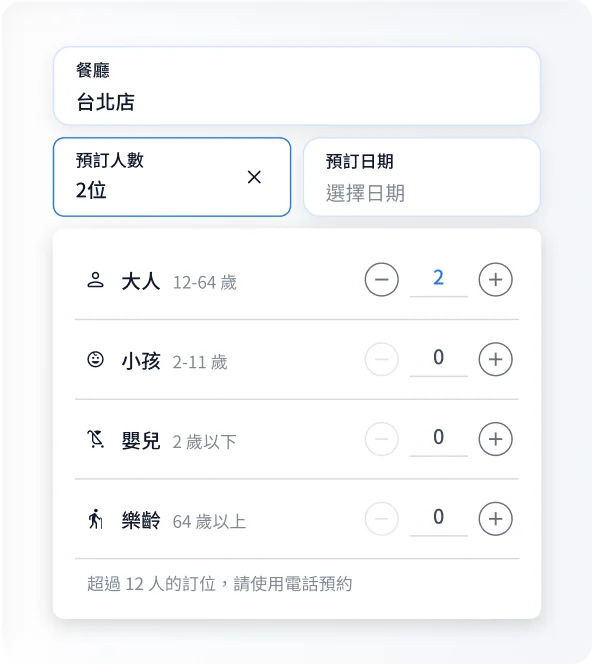 餐廳
台北店
預訂人數
2位
預訂日期
選擇日期
大人 12-64 歲 2
小孩 2-11 歲 0
嬰兒 2 歲以下 0
樂齡 64 歲以上 0
超過 12 人的訂位，請使用電話預約